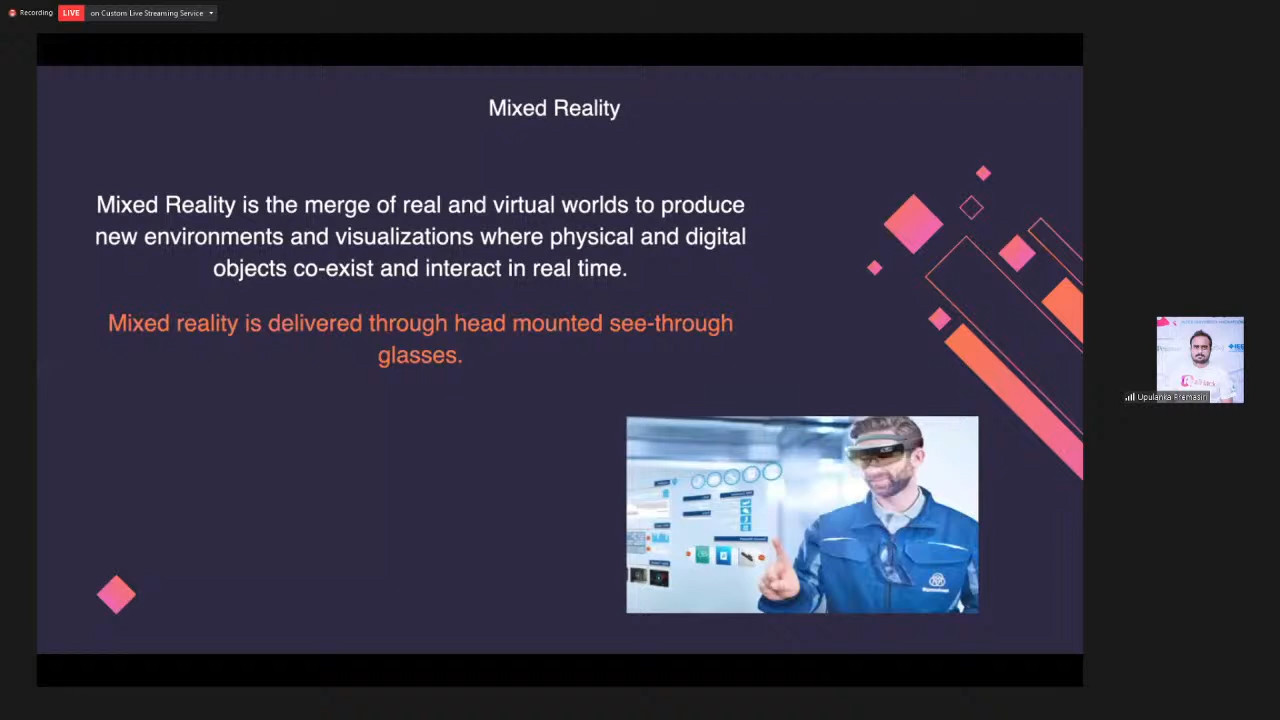 Recording
LIVE
on Custom Live Streaming Service
Mixed Reality
Mixed Reality is the merge of real and virtual worlds to produce
new environments and visualizations where physical and digital
objects co-exist and interact in real time.
Mixed reality is delivered through head mounted see-through
glasses.
Upulanka Premasiri